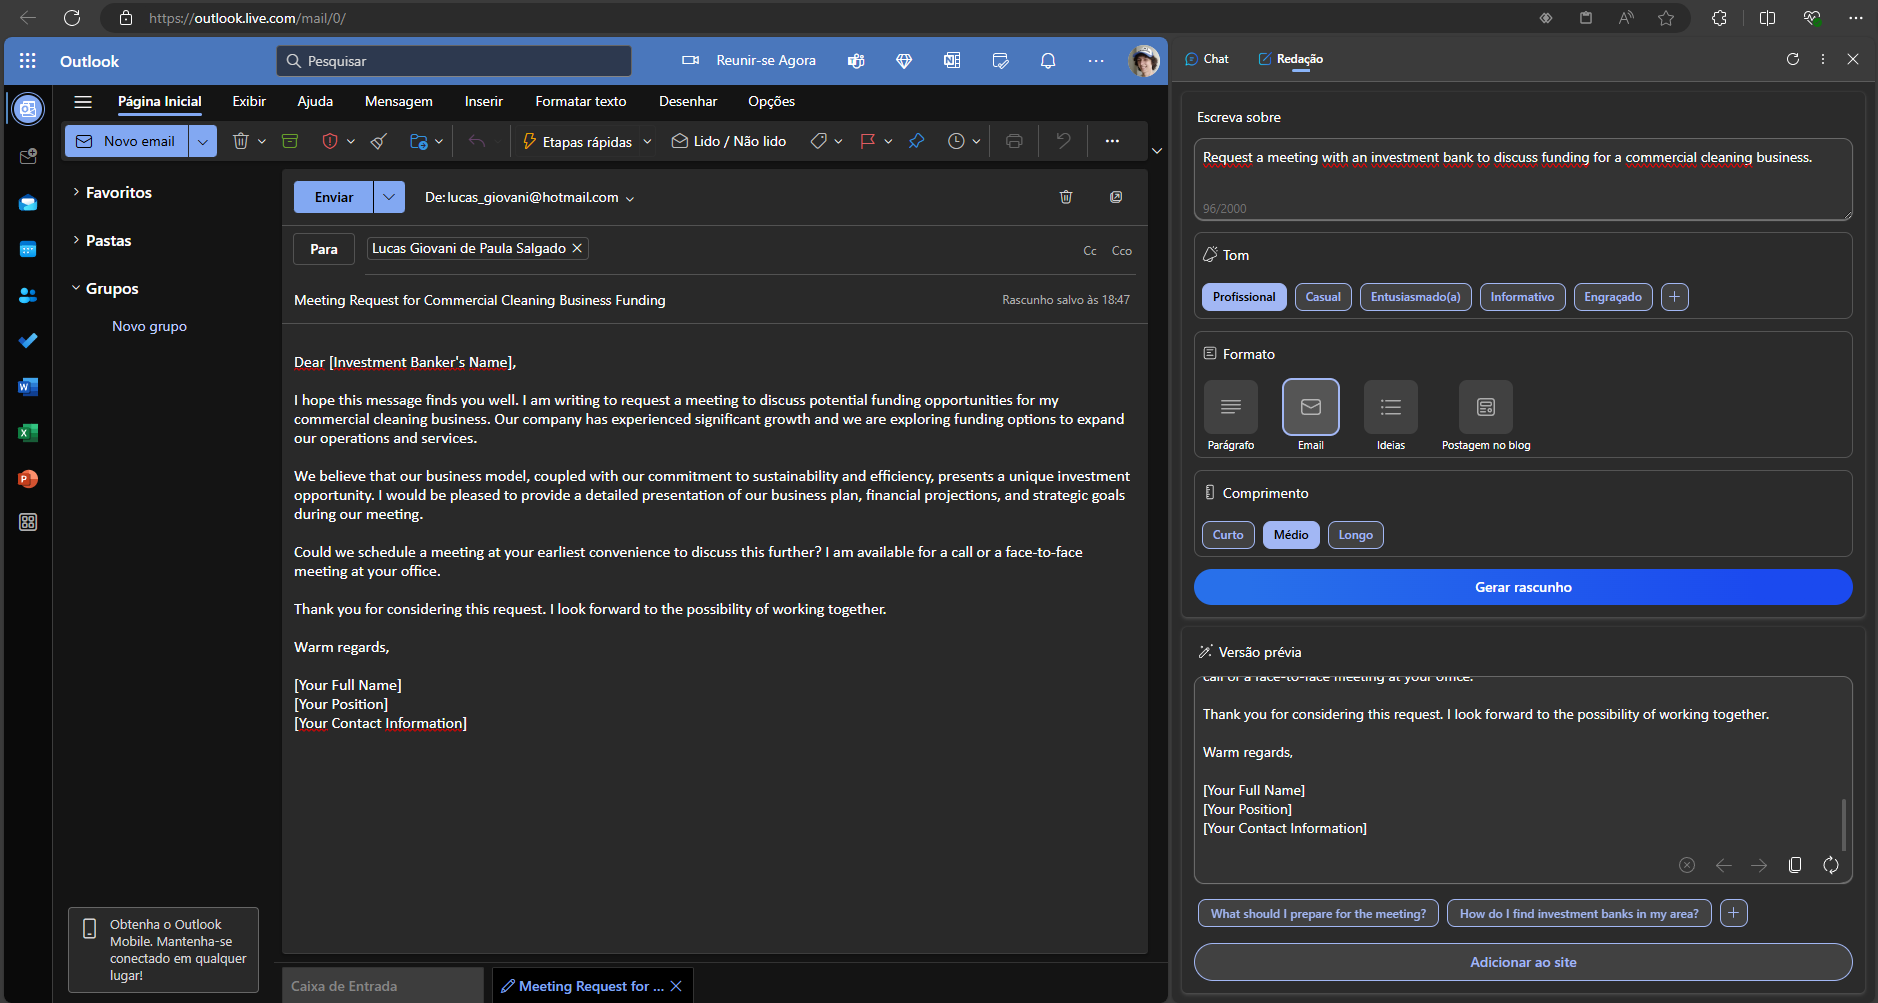 https://outlook.live.com/mail/0/
Outlook
Pesquisar
Reunir-se Agora
Página Inicial
Exibir
Ajuda
Mensagem
Inserir
Formatar texto
Desenhar
Opções
Novo email
Etapas rápidas
Lido / Não lido
Favoritos
Pastas
Grupos
Novo grupo
Obtenha o Outlook
Mobile. Mantenha-se
conectado em qualquer
lugar!
Enviar
De:lucas_giovani@hotmail.com
Para
Lucas Giovani de Paula Salgado
Cc
Cco
Meeting Request for Commercial Cleaning Business Funding
Rascunho salvo às 18:47
Dear [Investment Banker's Name],
I hope this message finds you well. I am writing to request a meeting to discuss potential funding opportunities for my
commercial cleaning business. Our company has experienced significant growth and we are exploring funding options to expand
our operations and services.
We believe that our business model, coupled with our commitment to sustainability and efficiency, presents a unique investment
opportunity. I would be pleased to provide a detailed presentation of our business plan, financial projections, and strategic goals
during our meeting.
Could we schedule a meeting at your earliest convenience to discuss this further? I am available for a call or a face-to-face
meeting at your office.
Thank you for considering this request. I look forward to the possibility of working together.
Warm regards,
[Your Full Name]
[Your Position]
[Your Contact Information]
Caixa de Entrada
Meeting Request for ...
Chat
Redação
Escreva sobre
Request a meeting with an investment bank to discuss funding for a commercial cleaning business.
96/2000
Tom
Profissional
Casual
Entusiasmado(a)
Informativo
Engraçado
Formato
Parágrafo
Email
Ideias
Postagem no blog
Comprimento
Curto
Médio
Longo
Gerar rascunho
Versão prévia
call or a face-to-face meeting at your office.
Thank you for considering this request. I look forward to the possibility of working together.
Warm regards,
[Your Full Name]
[Your Position]
[Your Contact Information]
What should I prepare for the meeting?
How do I find investment banks in my area?
Adicionar ao site